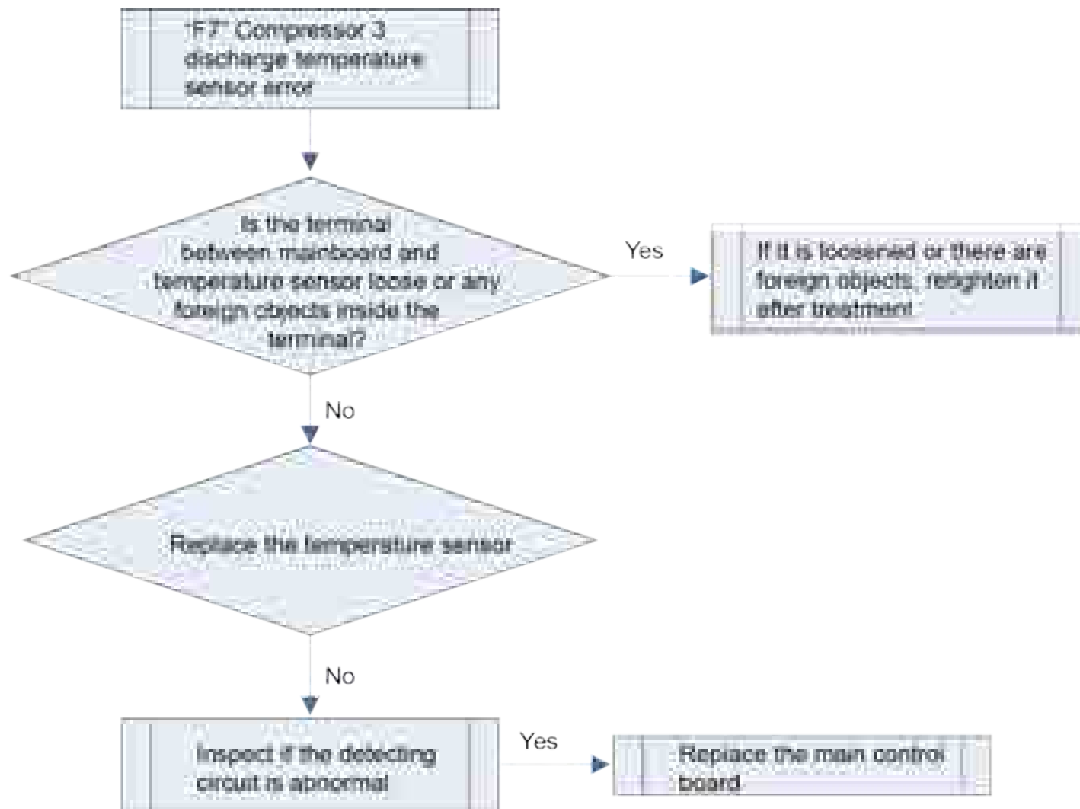 "F7" Compressor 3
discharge temperature
sensor error
Is the terminal
between mainboard and
temperature sensor loose or any
foreign objects inside the
terminal?
Yes
If it is loosened or there are
foreign objects, retighten it
after treatment
No
Replace the temperature sensor
No
Inspect if the detecting
circuit is abnormal
Yes
Replace the main control
board